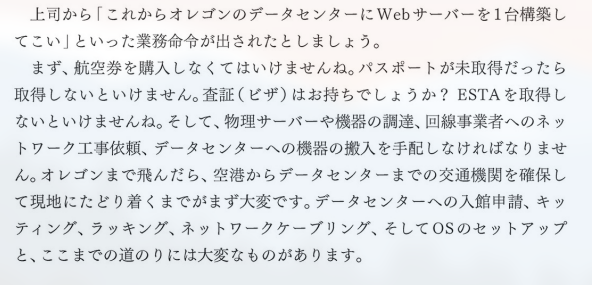 上司から「これからオレゴンのデータセンターにWebサーバーを1台構築し
てこい」といった業務命令が出されたとしましょう。
まず、航空券を購入しなくてはいけませんね。パスポートが未取得だったら
取得しないといけません。査証(ビザ)はお持ちでしょうか? ESTAを取得し
ないといけませんね。そして、物理サーバーや機器の調達、回線事業者へのネッ
トワーク工事依頼、データセンターへの機器の搬入を手配しなければなりませ
ん。オレゴンまで飛んだら、空港からデータセンターまでの交通機関を確保し
て現地にたどり着くまでがまず大変です。データセンターへの入館申請、キッ
ティング、ラッキング、ネットワークケーブリング、そしてOSのセットアップ
と、ここまでの道のりには大変なものがあります。